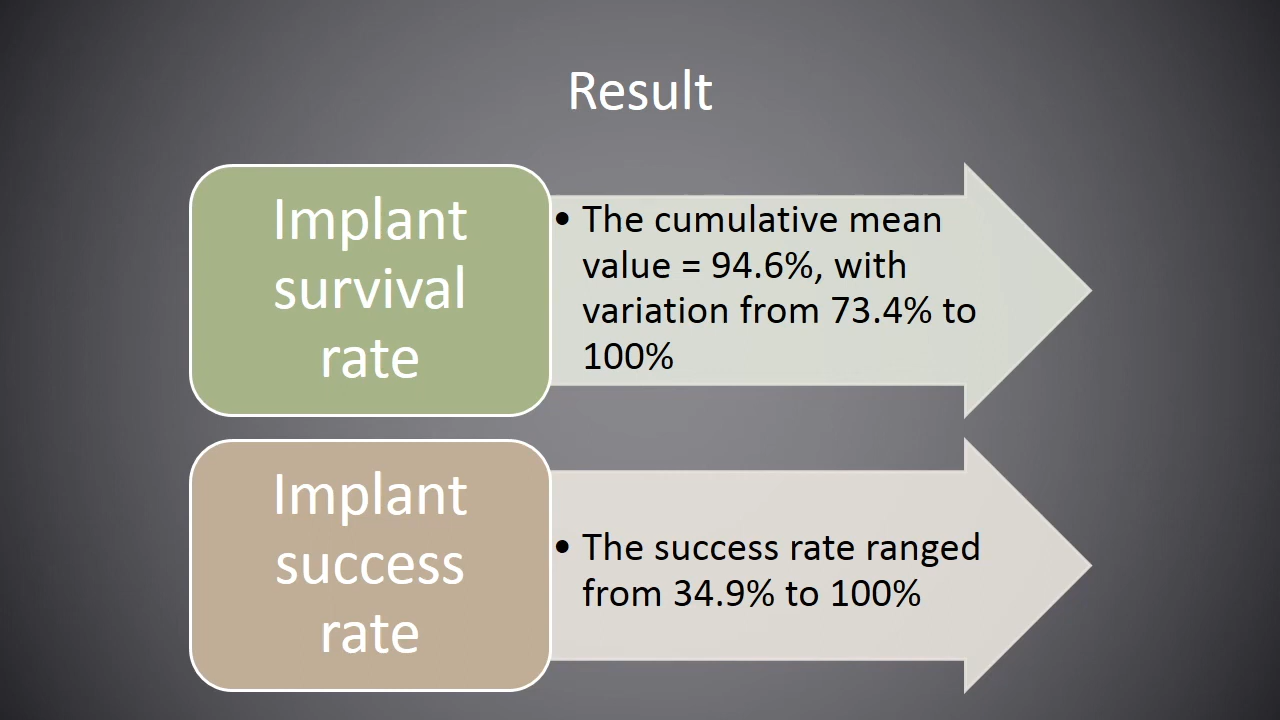 Result
Implant
survival
rate
• The cumulative mean
value = 94.6%, with
variation from 73.4% to
100%
Implant
success
rate
• The success rate ranged
from 34.9% to 100%